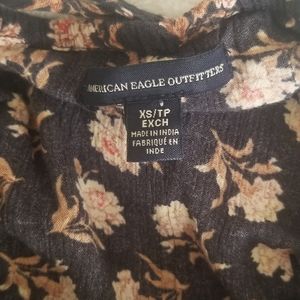 AMERICAN EAGLE OUTFITTERS
XS/TP
EXCH
MADE IN INDIA
FABRIQUÉ EN
INDE